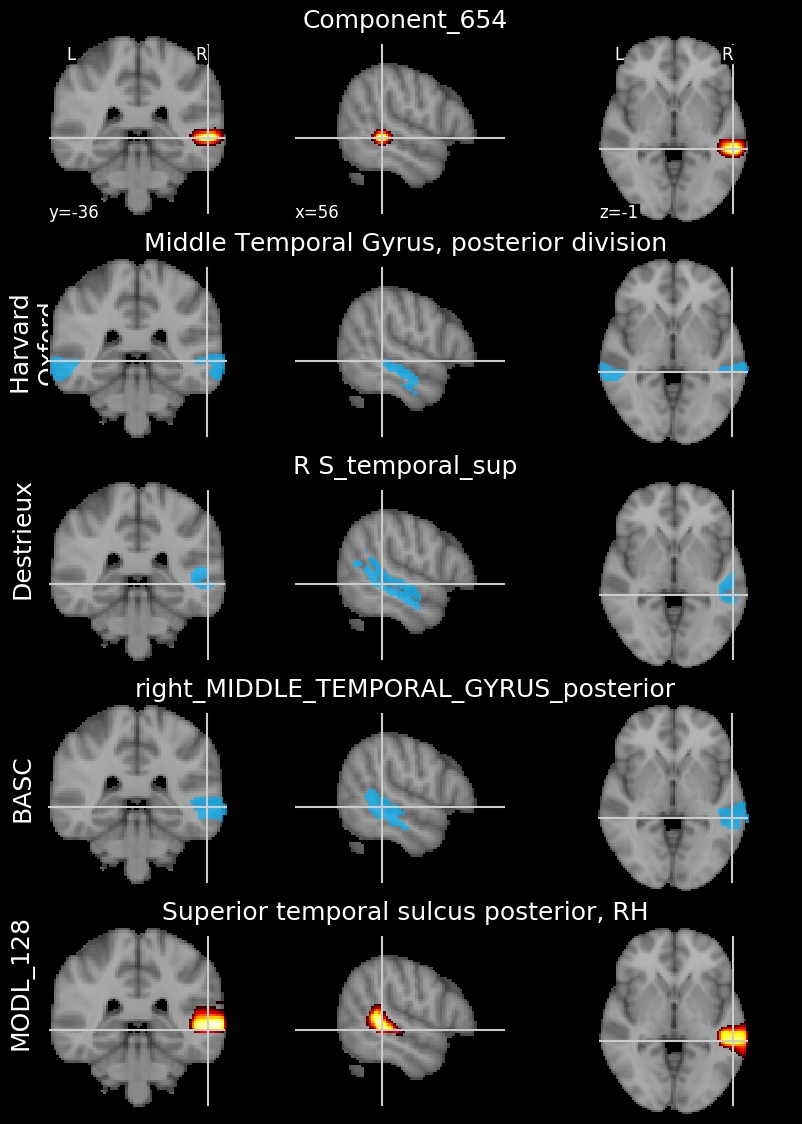 Component_654
L R L R
y=-36 x=56 z=-1
Middle Temporal Gyrus, posterior division
Harvard
Oxford
R S_temporal_sup
Destrieux
right_MIDDLE_TEMPORAL_GYRUS_posterior
BASC
Superior temporal sulcus posterior, RH
MODL_128